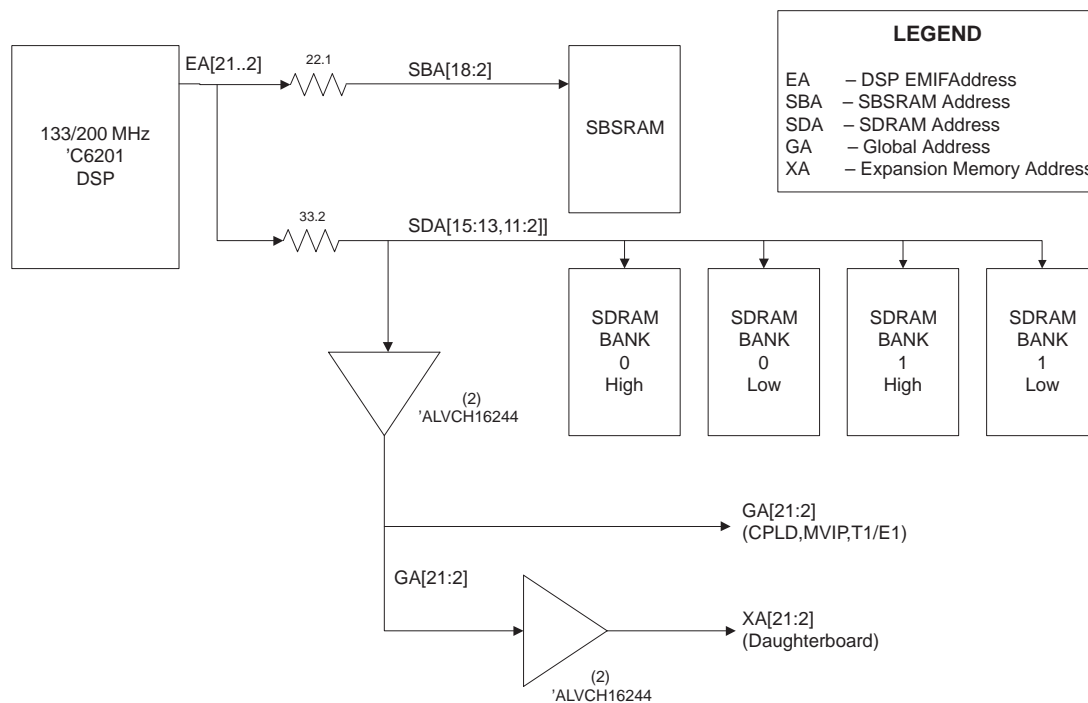 LEGEND
EA – DSP EMIFAddress
SBA – SBSRAM Address
SDA – SDRAM Address
GA – Global Address
XA – Expansion Memory Address
EA[21..2]
22.1
SBA[18:2]
133/200 MHz
'C6201
DSP
SBSRAM
33.2
SDA[15:13,11:2]]
SDRAM
BANK
0
High
SDRAM
BANK
0
Low
SDRAM
BANK
1
High
SDRAM
BANK
1
Low
(2)
'ALVCH16244
GA[21:2]
(CPLD,MVIP,T1/E1)
GA[21:2]
XA[21:2]
(Daughterboard)
(2)
'ALVCH16244